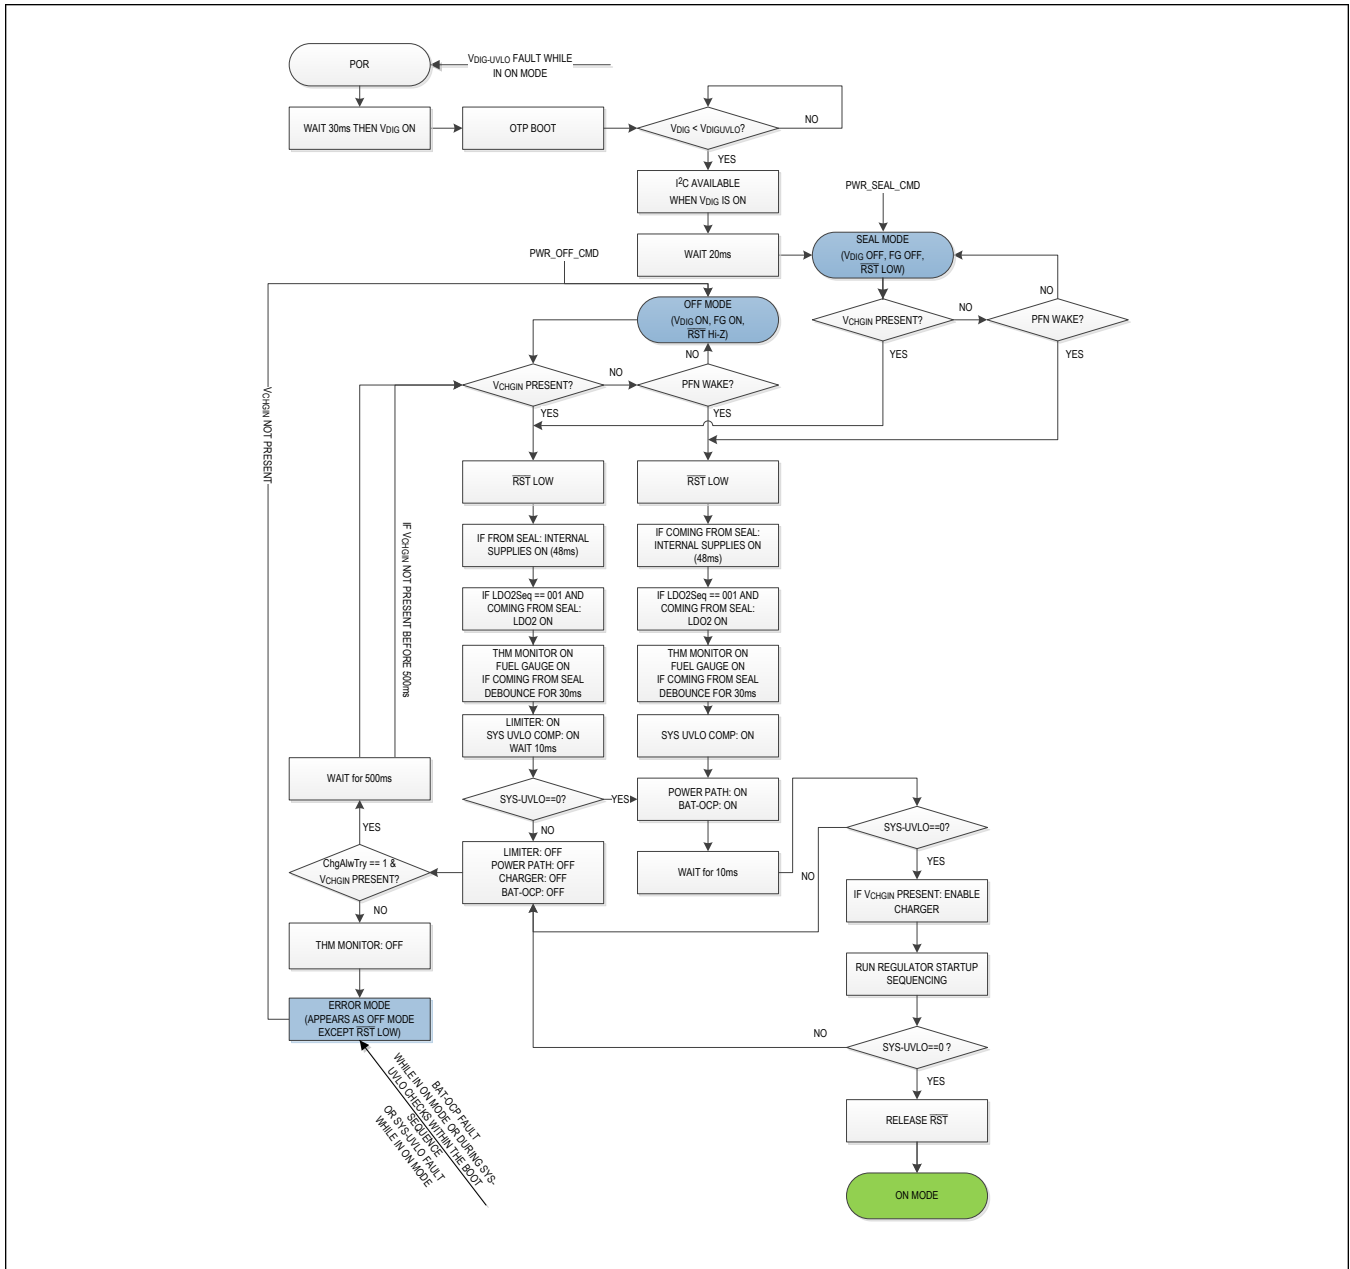 POR
VDIG-UVLO FAULT WHILE
IN ON MODE
WAIT 30ms THEN VDIG ON
OTP BOOT
VDIG < VDIGUVLO?
NO
YES
I2C AVAILABLE
WHEN VDIG IS ON
WAIT 20ms
PWR_SEAL_CMD
SEAL MODE
(VDIG OFF, FG OFF,
RST LOW)
PWR_OFF_CMD
OFF MODE
(VDIG ON, FG ON,
RST Hi-Z)
VCHGIN PRESENT?
NO
PFN WAKE?
NO
YES
YES
VCHGIN PRESENT?
NO
PFN WAKE?
NO
YES
YES
VCHGIN NOT PRESENT
IF VCHGIN NOT PRESENT BEFORE 500ms
RST LOW
IF FROM SEAL: INTERNAL
SUPPLIES ON (48ms)
IF LDO2Seq == 001 AND
COMING FROM SEAL:
LDO2 ON
THM MONITOR ON
FUEL GAUGE ON
IF COMING FROM SEAL
DEBOUNCE FOR 30ms
LIMITER: ON
SYS UVLO COMP: ON
WAIT 10ms
SYS-UVLO==0?
YES
NO
LIMITER: OFF
POWER PATH: OFF
CHARGER: OFF
BAT-OCP: OFF
RST LOW
IF COMING FROM SEAL:
INTERNAL SUPPLIES ON
(48ms)
IF LDO2Seq == 001 AND
COMING FROM SEAL:
LDO2 ON
THM MONITOR ON
FUEL GAUGE ON
IF COMING FROM SEAL
DEBOUNCE FOR 30ms
SYS UVLO COMP: ON
POWER PATH: ON
BAT-OCP: ON
WAIT for 10ms
WAIT for 500ms
YES
ChgAlwTry == 1 &
VCHGIN PRESENT?
NO
THM MONITOR: OFF
ERROR MODE
(APPEARS AS OFF MODE
EXCEPT RST LOW)
BAT-OCP FAULT
WHILE IN ON MODE OR DURING SYS-
UVLO CHECKS WITHIN THE BOOT
SEQUENCE
OR SYS-UVLO FAULT
WHILE IN ON MODE
SYS-UVLO==0?
NO
YES
IF VCHGIN PRESENT: ENABLE
CHARGER
RUN REGULATOR STARTUP
SEQUENCING
NO
SYS-UVLO==0 ?
YES
RELEASE RST
ON MODE